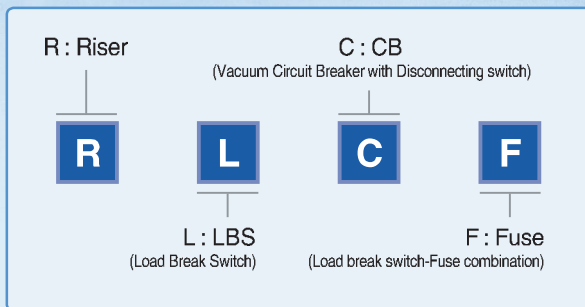 R : Riser
C : CB
(Vacuum Circuit Breaker with Disconnecting switch)
R
L
C
F
L : LBS
(Load Break Switch)
F : Fuse
(Load break switch-Fuse combination)